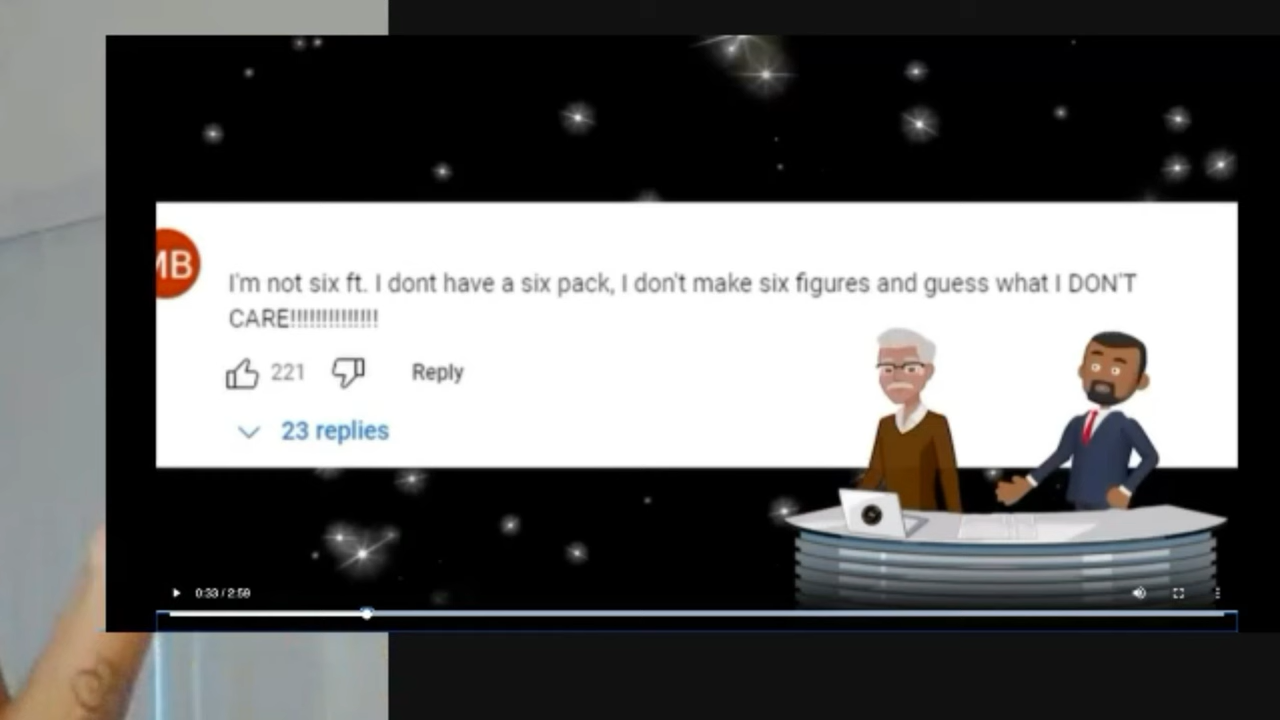 MB
I'm not six ft. I dont have a six pack, I don't make six figures and guess what I DON'T
CARE!!!!!!!!!!!!!!
221 Reply
23 replies
0:33 / 2:59